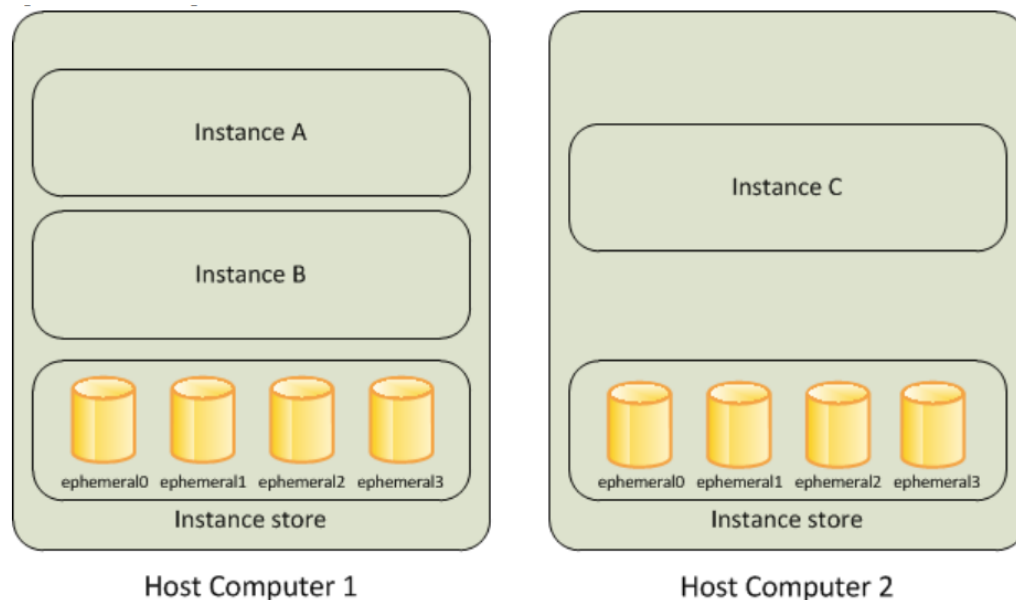 Instance A
Instance B
ephemeral0 ephemeral1 ephemeral2 ephemeral3
Instance store
Host Computer 1
Instance C
ephemeral0 ephemeral1 ephemeral2 ephemeral3
Instance store
Host Computer 2